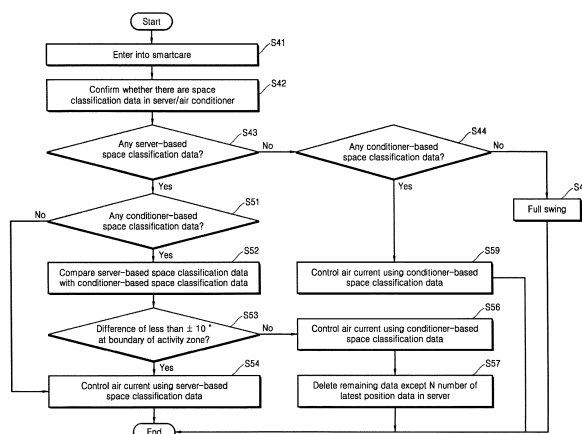 Start
S41
Enter into smartcare
S42
Confirm whether there are space
classification data in server/air conditioner
S43
Any server-based
space classification data?
No
S44
Any conditioner-based
space classification data?
No
Yes
Yes
S4
Full swing
No
S51
Any conditioner-based
space classification data?
Yes
S52
Compare server-based space classification data
with conditioner-based space classification data
S59
Control air current using conditioner-based
space classification data
S53
Difference of less than ± 10 °
at boundary of activity zone?
No
S56
Control air current using conditioner-based
space classification data
Yes
S54
Control air current using server-based
space classification data
S57
Delete remaining data except N number of
latest position data in server
End